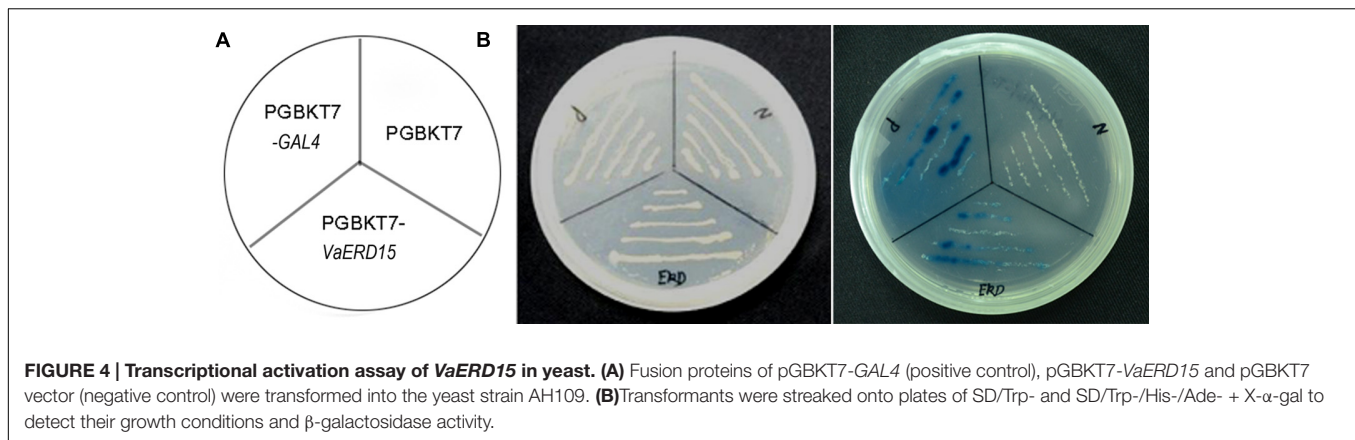 A
B
PGBKT7
-GAL4
PGBKT7
PGBKT7-
VaERD15
P
N
ERD
P
N
ERD
FIGURE 4 | Transcriptional activation assay of VaERD15 in yeast. (A) Fusion proteins of pGBKT7-GAL4 (positive control), pGBKT7-VaERD15 and pGBKT7
vector (negative control) were transformed into the yeast strain AH109. (B)Transformants were streaked onto plates of SD/Trp- and SD/Trp-/His-/Ade- + X-α-gal to
detect their growth conditions and β-galactosidase activity.